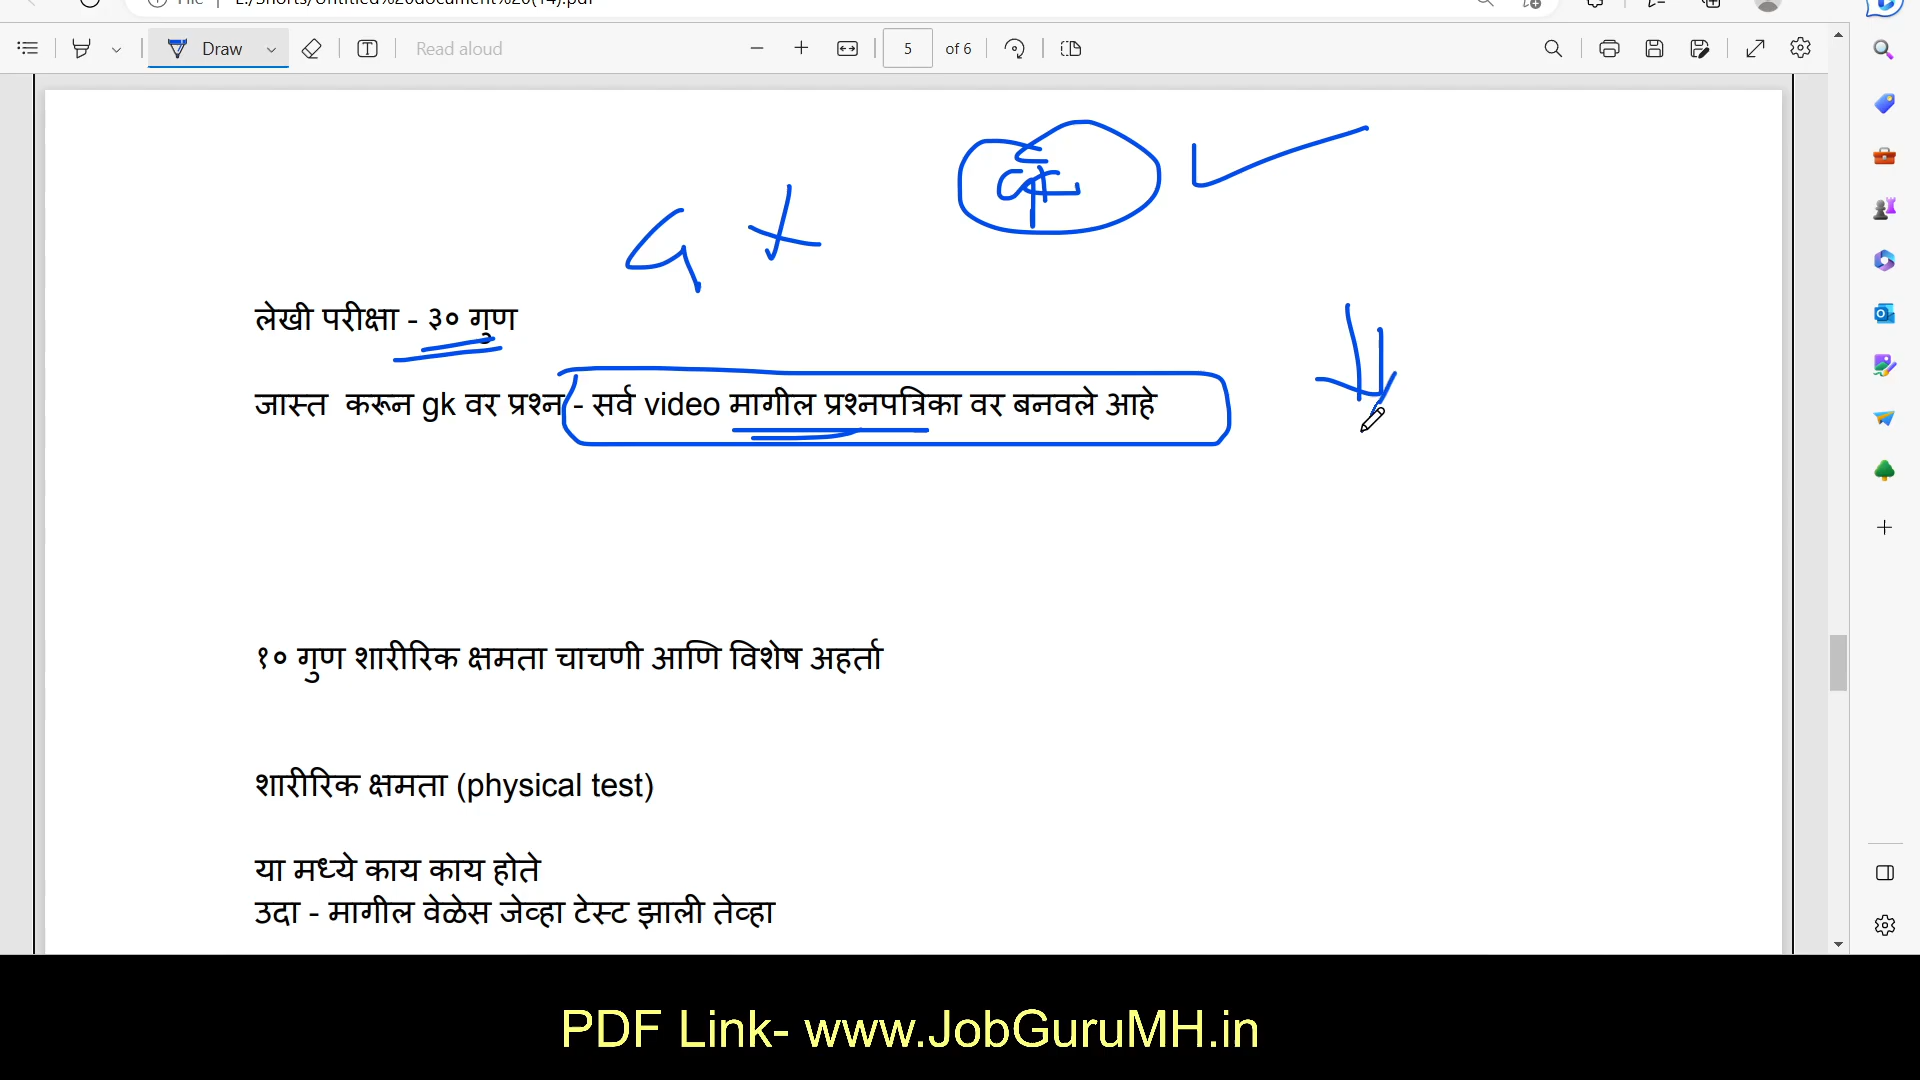 Draw
Read aloud
5 of 6
लेखी परीक्षा - ३० गुण
जास्त करून gk वर प्रश्न - सर्व video मागील प्रश्नपत्रिका वर बनवले आहे
१० गुण शारीरिक क्षमता चाचणी आणि विशेष अहर्ता
शारीरिक क्षमता (physical test)
या मध्ये काय काय होते
उदा - मागील वेळेस जेव्हा टेस्ट झाली तेव्हा
PDF Link- www.JobGuruMH.in